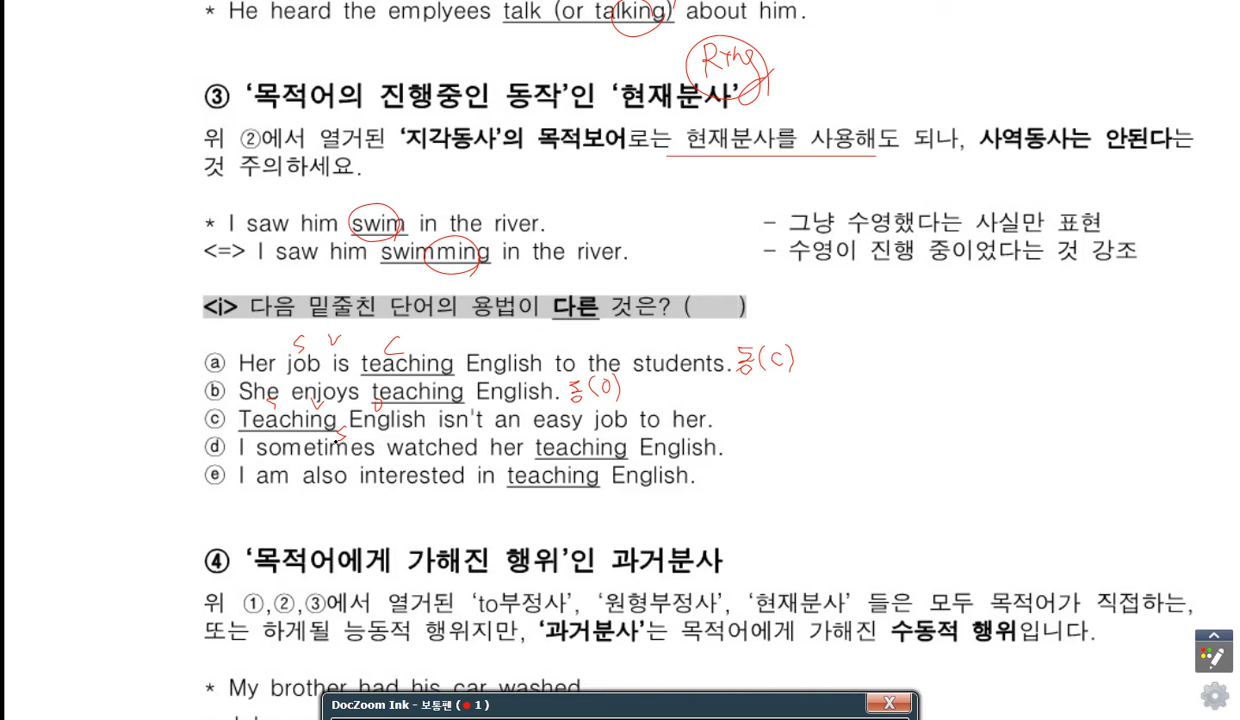 * He heard the emplyees talk (or talking) about him.
R+ing
③ '목적어의 진행중인 동작'인 '현재분사'
위 ②에서 열거된 '지각동사'의 목적보어로는 현재분사를 사용해도 되나, 사역동사는 안된다는
것 주의하세요.
* I saw him swim in the river. - 그냥 수영했다는 사실만 표현
<=> I saw him swimming in the river. - 수영이 진행 중이었다는 것 강조
<i> 다음 밑줄친 단어의 용법이 다른 것은? ( )
S V C
ⓐ Her job is teaching English to the students. 동(C)
ⓑ She enjoys teaching English. 동(O)
S V O
ⓒ Teaching English isn't an easy job to her.
S
ⓓ I sometimes watched her teaching English.
ⓔ I am also interested in teaching English.
④ '목적어에게 가해진 행위'인 과거분사
위 ①,②,③에서 열거된 'to부정사', '원형부정사', '현재분사' 들은 모두 목적어가 직접하는,
또는 하게될 능동적 행위지만, '과거분사'는 목적어에게 가해진 수동적 행위입니다.
* My brother had his car washed
DocZoom Ink - 보통펜 ( 1 ) X